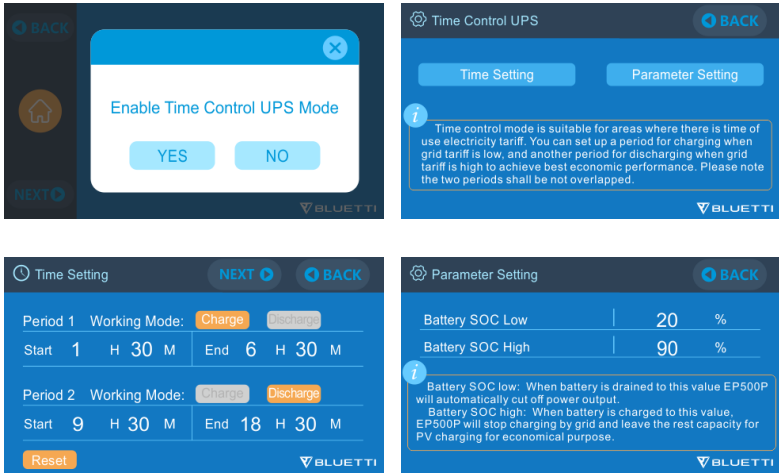 BACK
Enable Time Control UPS Mode
YES NO
NEXT
BLUETTI
Time Control UPS BACK
Time Setting Parameter Setting
i
Time control mode is suitable for areas where there is time of
use electricity tariff. You can set up a period for charging when
grid tariff is low, and another period for discharging when grid
tariff is high to achieve best economic performance. Please note
the two periods shall be not overlapped.
BLUETTI
Time Setting NEXT BACK
Period 1 Working Mode: Charge Discharge
Start 1 H 30 M End 6 H 30 M
Period 2 Working Mode: Charge Discharge
Start 9 H 30 M End 18 H 30 M
Reset
BLUETTI
Parameter Setting BACK
Battery SOC Low 20 %
Battery SOC High 90 %
i
Battery SOC low: When battery is drained to this value EP500P
will automatically cut off power output.
Battery SOC high: When battery is charged to this value,
EP500P will stop charging by grid and leave the rest capacity for
PV charging for economical purpose.
BLUETTI